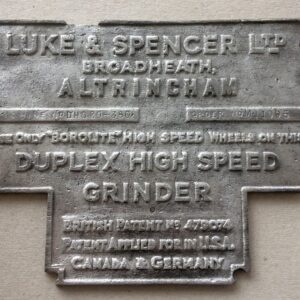 LUKE & SPENCER LTD
BROADHEATH,
ALTRINCHAM
USE ONLY "BOROLITE" HIGH SPEED WHEELS ON THIS
DUPLEX HIGH SPEED
GRINDER
BRITISH PATENT NO
PATENT APPLIED FOR IN U.S.A.
CANADA & GERMANY